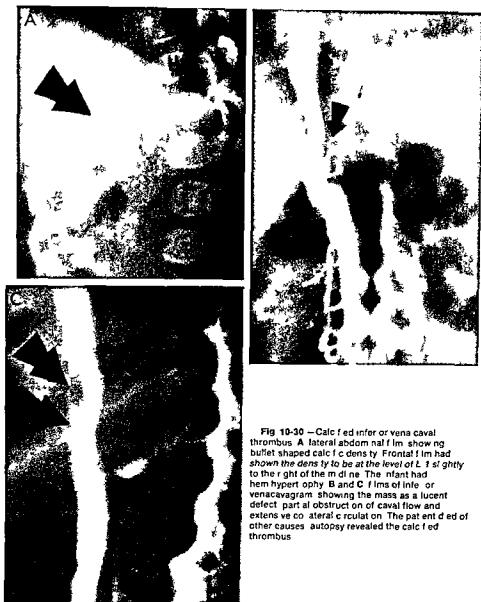 A
C
Fig 10-30 —Calc f ed infer or vena caval
thrombus A lateral abdom nal f lm show ng
bullet shaped calc f c dens ty Frontal f lm had
shown the dens ty to be at the level of L 1 sl ghtly
to the r ght of the m dl ne The nfant had
hem hypert ophy B and C f lms of infe or
venacavagram showing the mass as a lucent
defect part al obstruct on of caval flow and
extens ve co ateral c rculat on The pat ent d ed of
other causes autopsy revealed the calc f ed
thrombus